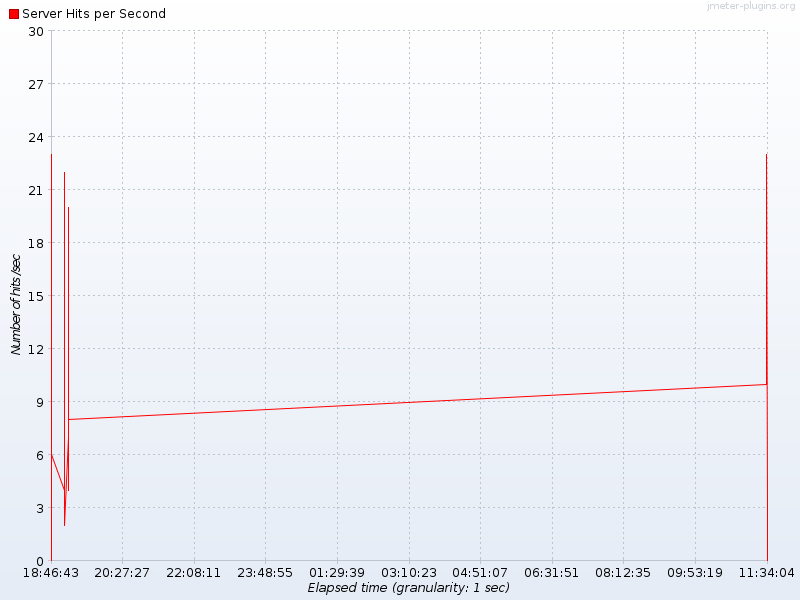 Server Hits per Second
jmeter-plugins.org
30
27
24
21
18
15
12
9
6
3
0
Number of hits /sec
18:46:43 20:27:27 22:08:11 23:48:55 01:29:39 03:10:23 04:51:07 06:31:51 08:12:35 09:53:19 11:34:04
Elapsed time (granularity: 1 sec)